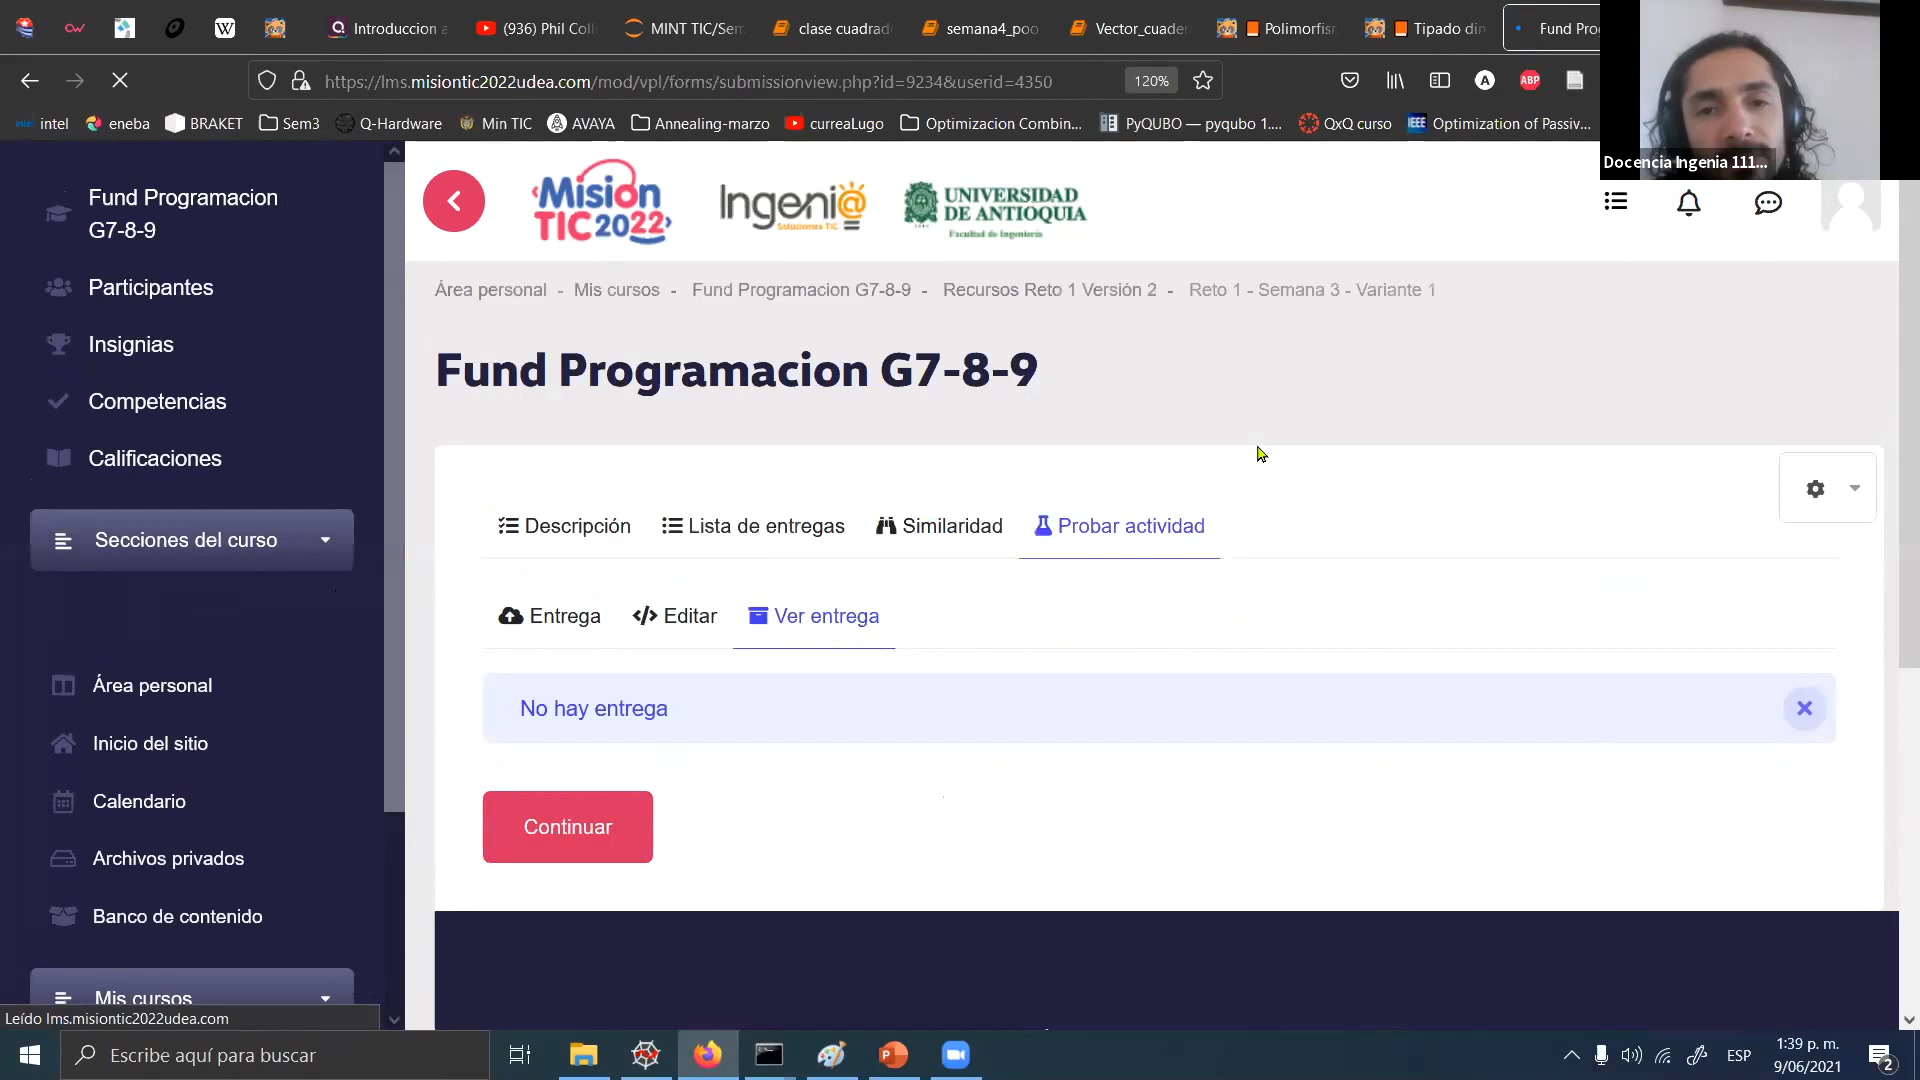 Introduccion a
(936) Phil Coll
MINT TIC/Sem
clase cuadrad
semana4_poo
Vector_cuader
Polimorfism
Tipado din
Fund Pro
https://lms.misiontic2022udea.com/mod/vpl/forms/submissionview.php?id=9234&userid=4350
120%
ABP
intel
eneba
BRAKET
Sem3
Q-Hardware
Min TIC
AVAYA
Annealing-marzo
curreaLugo
Optimizacion Combin...
PyQUBO — pyqubo 1....
QxQ curso
Optimization of Passiv...
Docencia Ingenia 111...
Fund Programacion
G7-8-9
Participantes
Insignias
Competencias
Calificaciones
Secciones del curso
Área personal
Inicio del sitio
Calendario
Archivos privados
Banco de contenido
Mis cursos
Leído lms.misiontic2022udea.com
Misión
TIC 2022
Ingeni@
Soluciones TIC
UNIVERSIDAD
DE ANTIOQUIA
Facultad de Ingeniería
Área personal - Mis cursos - Fund Programacion G7-8-9 - Recursos Reto 1 Versión 2 - Reto 1 - Semana 3 - Variante 1
Fund Programacion G7-8-9
Descripción
Lista de entregas
Similaridad
Probar actividad
Entrega
Editar
Ver entrega
No hay entrega
Continuar
Escribe aquí para buscar
ESP
1:39 p. m.
9/06/2021
2